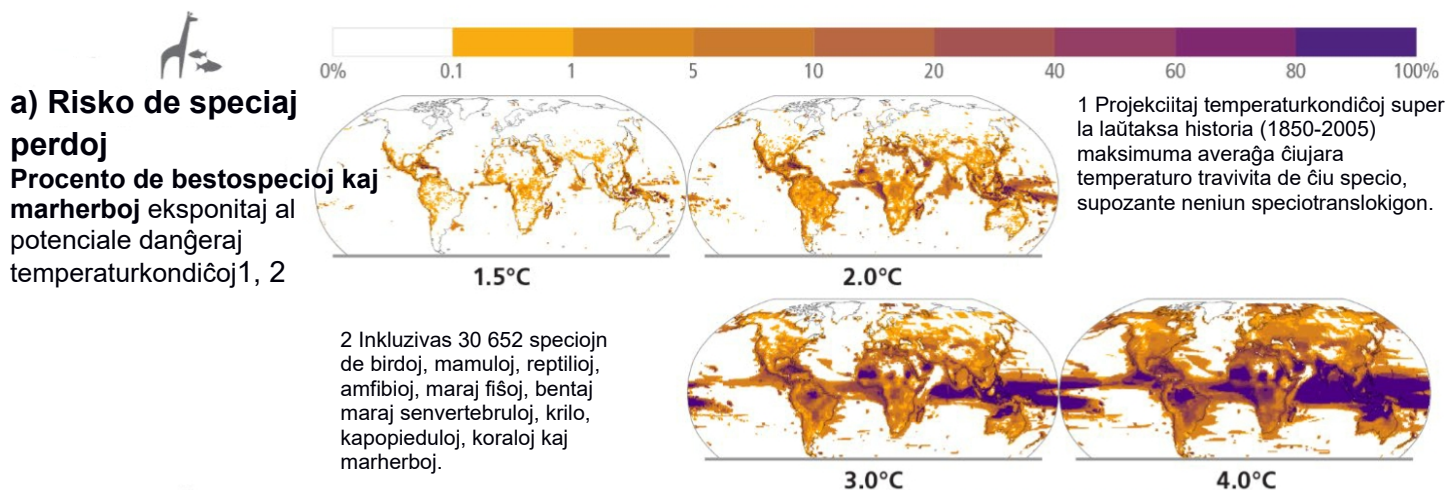 0% 0.1 1 5 10 20 40 60 80 100%
a) Risko de speciaj
perdoj
Procento de bestospecioj kaj
marherboj eksponitaj al
potenciale danĝeraj
temperaturkondiĉoj1, 2
1 Projekciitaj temperaturkondiĉoj super
la laŭtaksa historia (1850-2005)
maksimuma averaĝa ĉiujara
temperaturo travivita de ĉiu specio,
supozante neniun speciotranslokigon.
1.5°C
2.0°C
2 Inkluzivas 30 652 speciojn
de birdoj, mamuloj, reptilioj,
amfibioj, maraj fiŝoj, bentaj
maraj senvertebruloj, krilo,
kapopieduloj, koraloj kaj
marherboj.
3.0°C
4.0°C